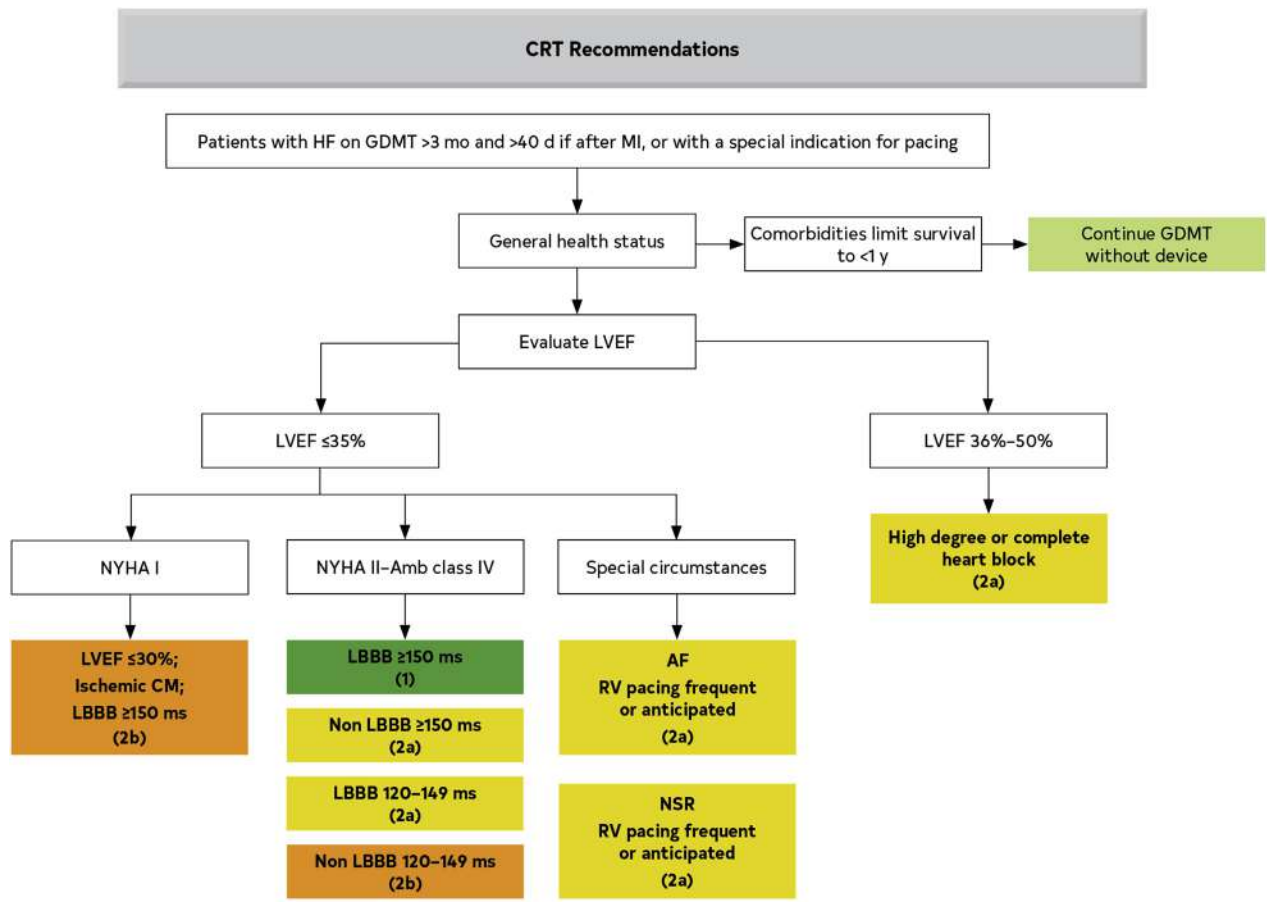 CRT Recommendations
Patients with HF on GDMT >3 mo and >40 d if after MI, or with a special indication for pacing
General health status
Comorbidities limit survival
to <1 y
Continue GDMT
without device
Evaluate LVEF
LVEF ≤35%
LVEF 36%–50%
NYHA I
NYHA II–Amb class IV
Special circumstances
High degree or complete
heart block
(2a)
LVEF ≤30%;
Ischemic CM;
LBBB ≥150 ms
(2b)
LBBB ≥150 ms
(1)
Non LBBB ≥150 ms
(2a)
LBBB 120–149 ms
(2a)
Non LBBB 120–149 ms
(2b)
AF
RV pacing frequent
or anticipated
(2a)
NSR
RV pacing frequent
or anticipated
(2a)